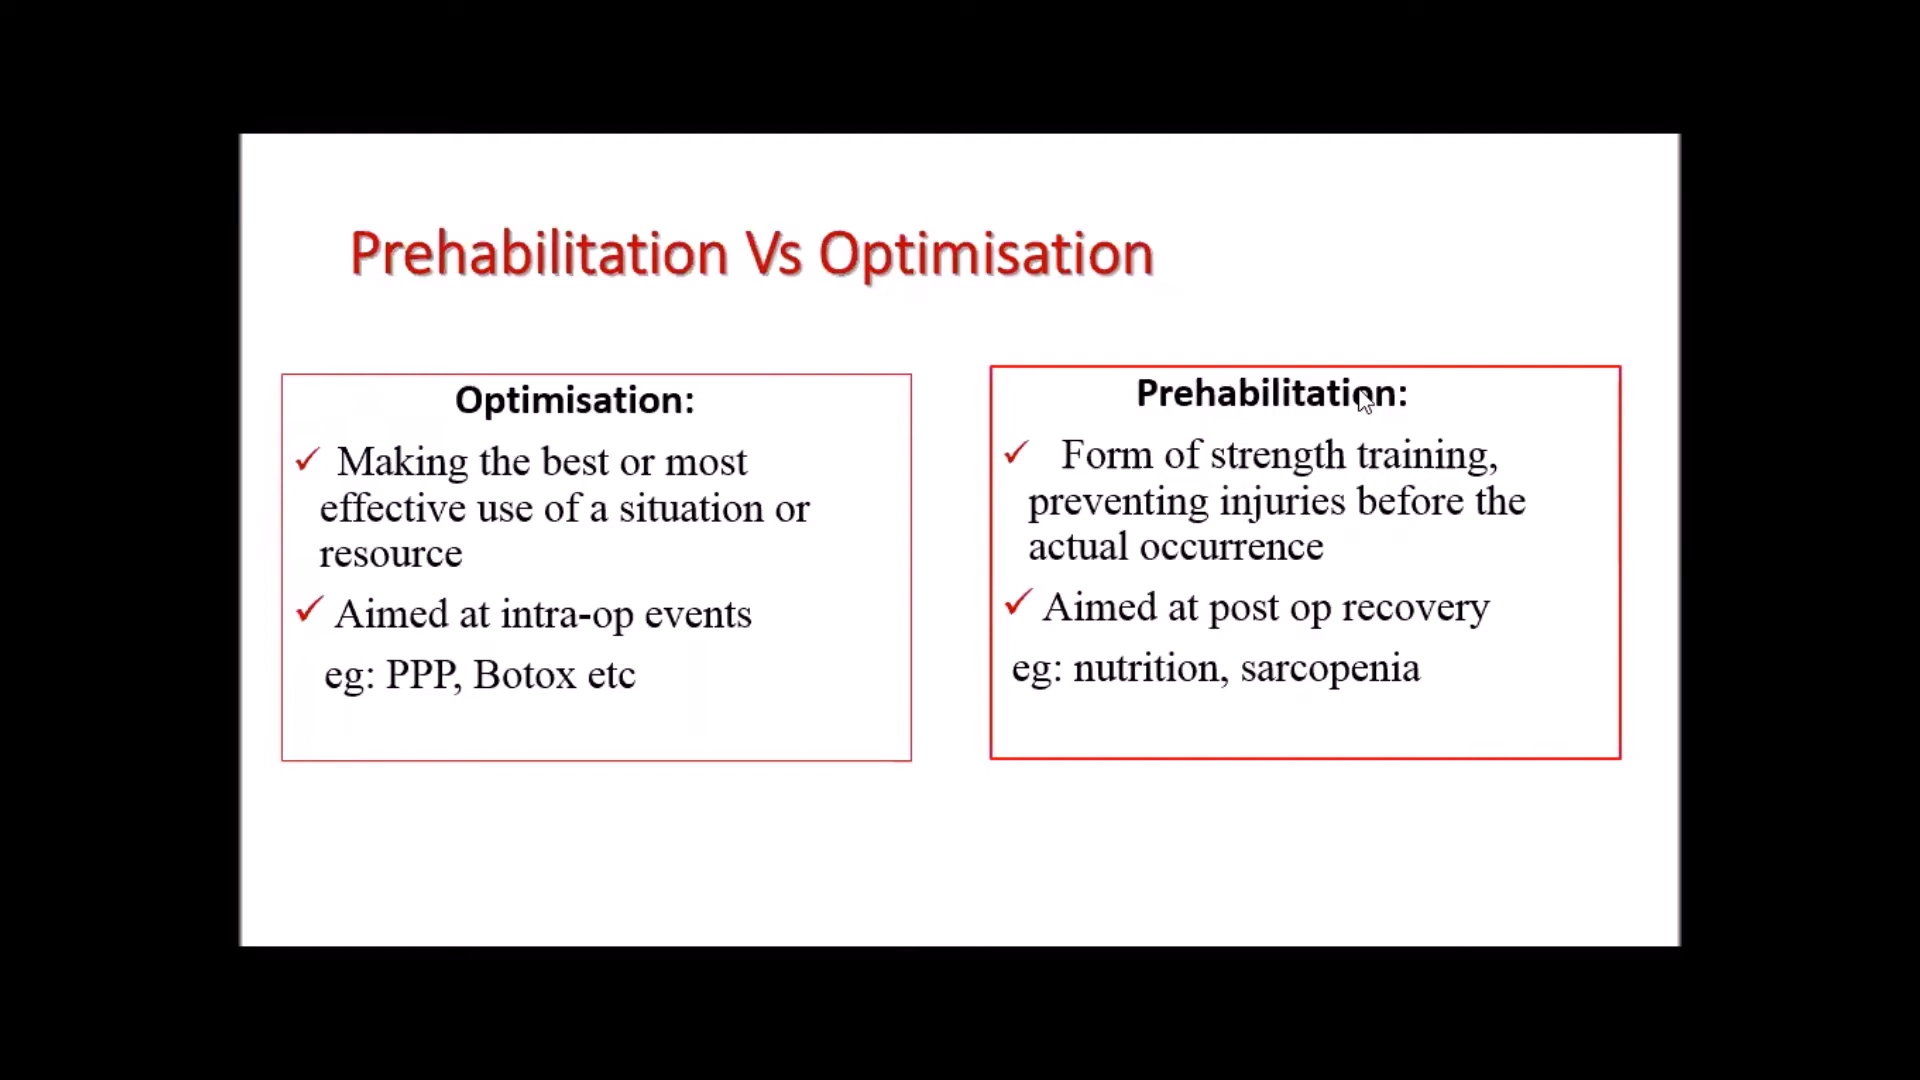 Prehabilitation Vs Optimisation
Optimisation:
✓ Making the best or most
effective use of a situation or
resource
✓ Aimed at intra-op events
eg: PPP, Botox etc
Prehabilitation:
✓ Form of strength training,
preventing injuries before the
actual occurrence
✓ Aimed at post op recovery
eg: nutrition, sarcopenia